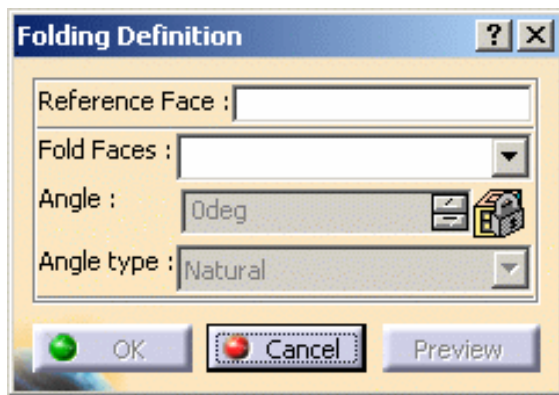 Folding Definition
Reference Face :
Fold Faces :
Angle : 0deg
Angle type : Natural
OK Cancel Preview